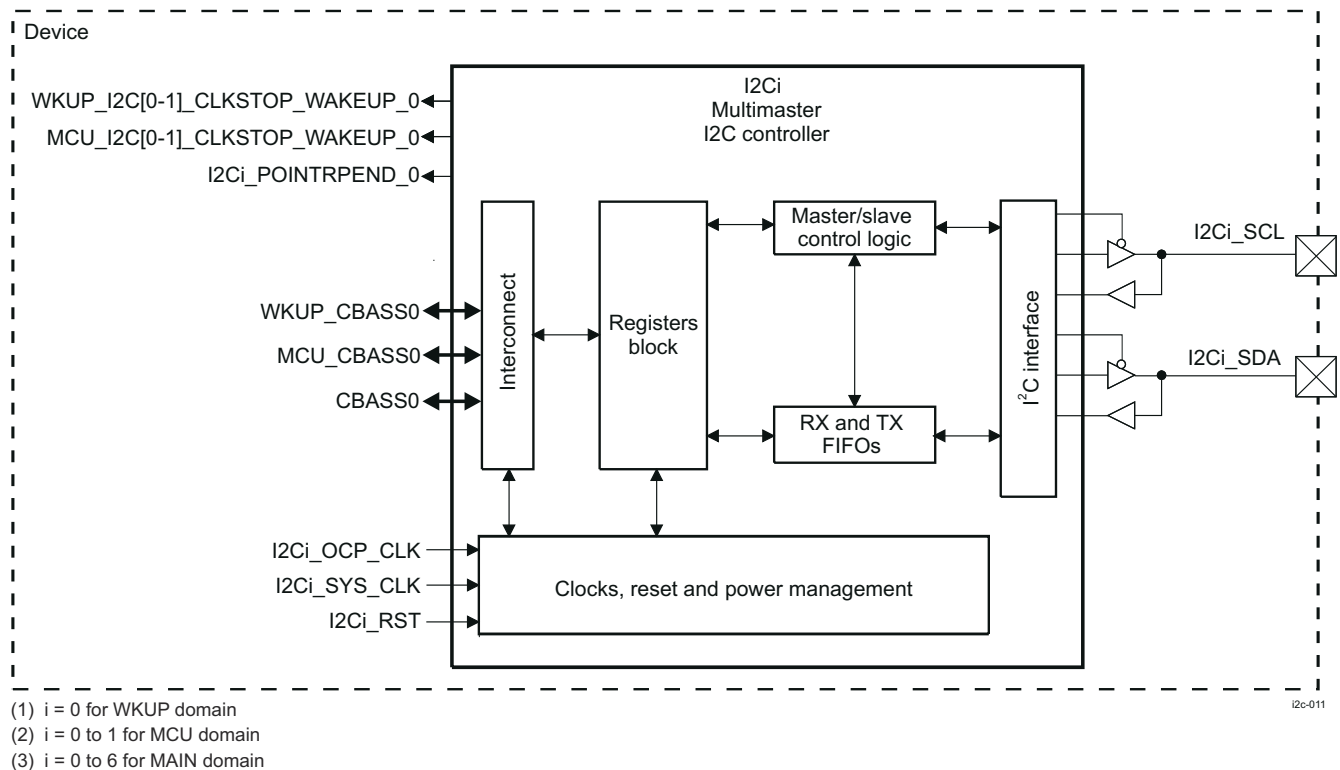 Device
WKUP_I2C[0-1]_CLKSTOP_WAKEUP_0
MCU_I2C[0-1]_CLKSTOP_WAKEUP_0
I2Ci_POINTRPEND_0
I2Ci
Multimaster
I2C controller
WKUP_CBASS0
MCU_CBASS0
CBASS0
Interconnect
Registers
block
Master/slave
control logic
RX and TX
FIFOs
I²C interface
I2Ci_SCL
I2Ci_SDA
I2Ci_OCP_CLK
I2Ci_SYS_CLK
I2Ci_RST
Clocks, reset and power management
i2c-011
(1) i = 0 for WKUP domain
(2) i = 0 to 1 for MCU domain
(3) i = 0 to 6 for MAIN domain